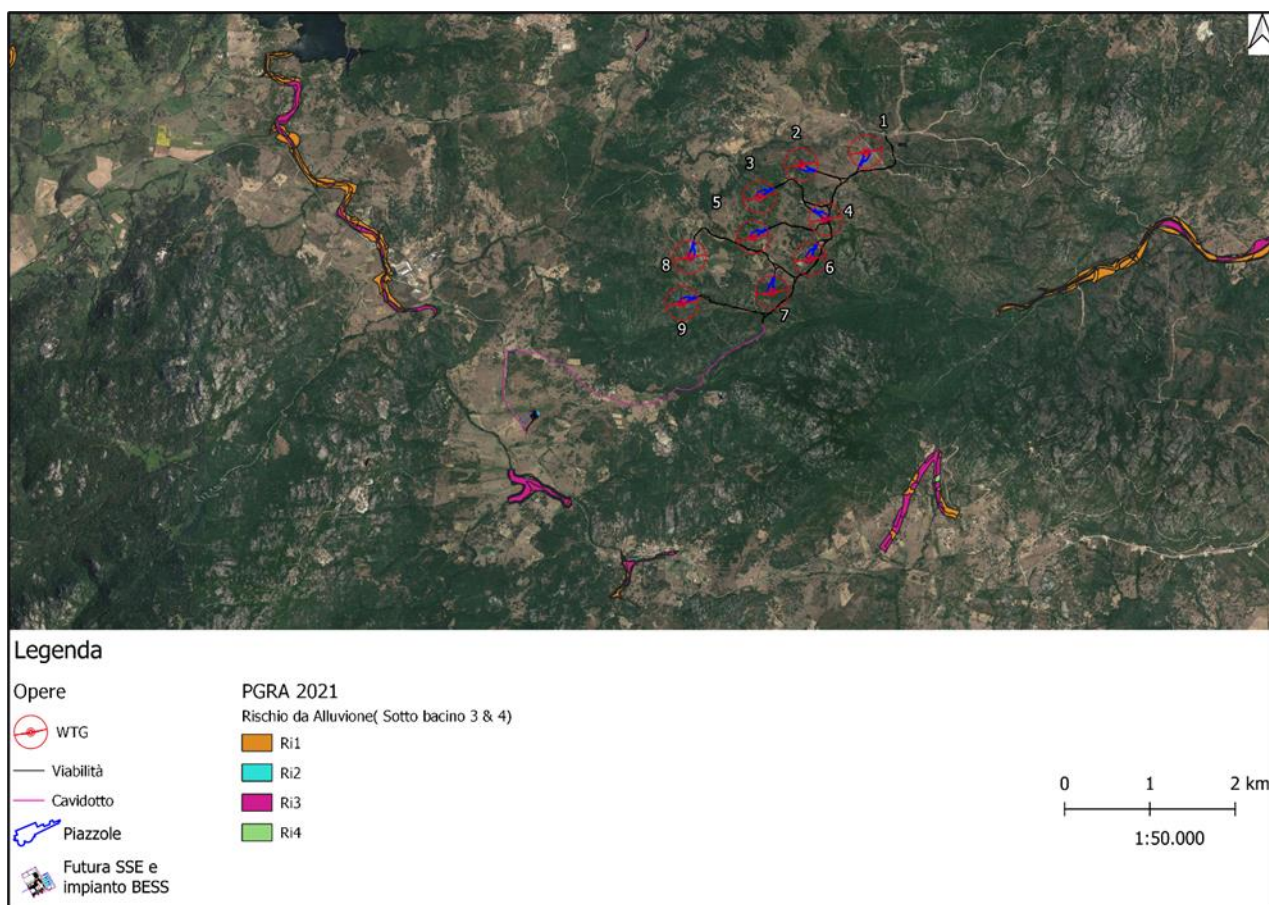 1
2
3
5
4
8
6
9
7
Legenda
Opere
WTG
Viabilità
Cavidotto
Piazzole
Futura SSE e
impianto BESS
PGRA 2021
Rischio da Alluvione( Sotto bacino 3 & 4)
Ri1
Ri2
Ri3
Ri4
0 1 2 km
1:50.000